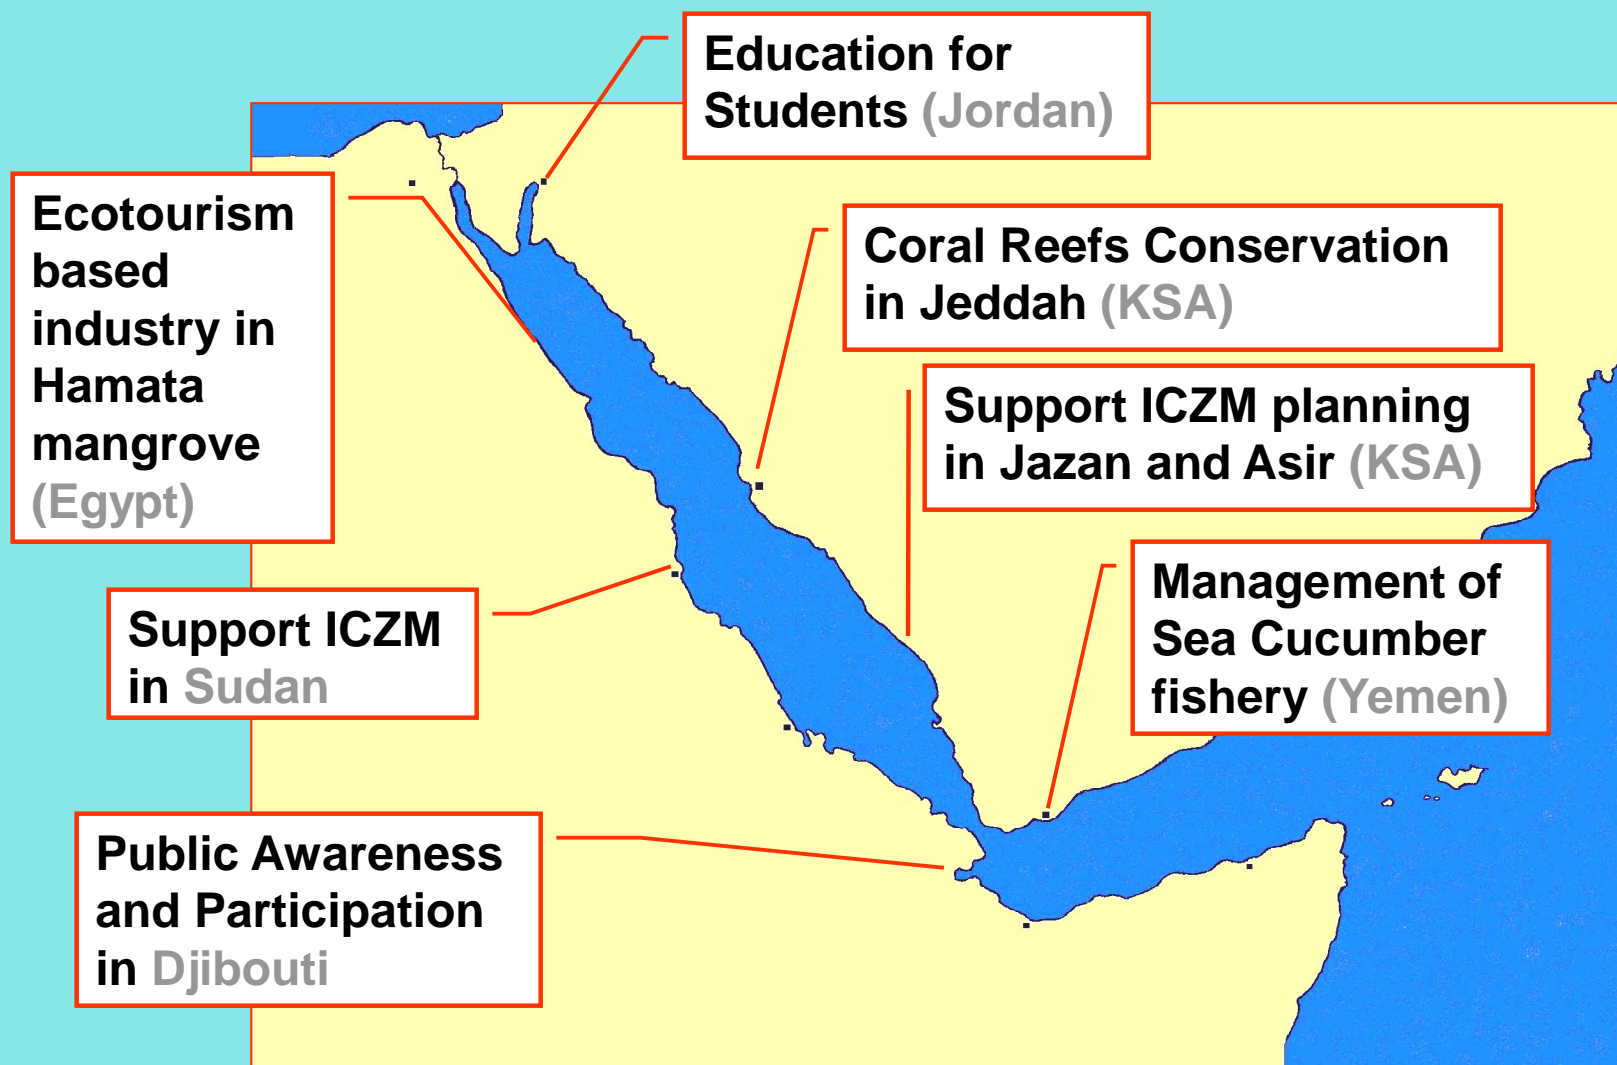 Education for
Students (Jordan)
Ecotourism
based
industry in
Hamata
mangrove
(Egypt)
Coral Reefs Conservation
in Jeddah (KSA)
Support ICZM planning
in Jazan and Asir (KSA)
Management of
Sea Cucumber
fishery (Yemen)
Support ICZM
in Sudan
Public Awareness
and Participation
in Djibouti